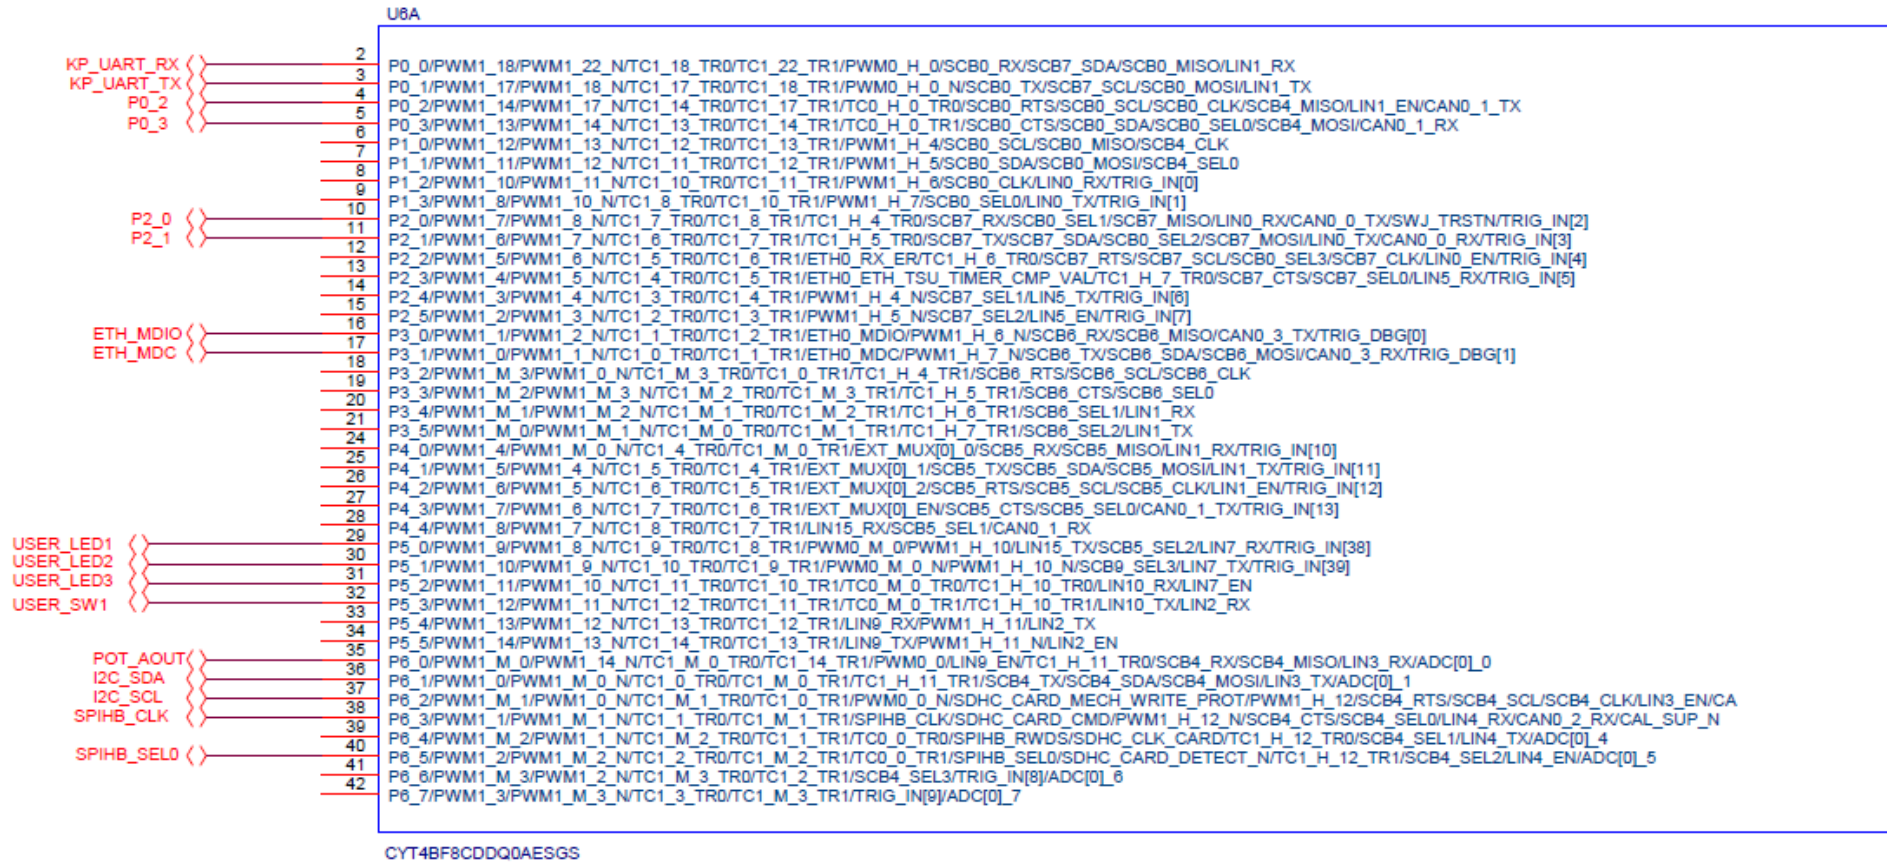 U6A
KP_UART_RX 2 P0_0/PWM1_18/PWM1_22_N/TC1_18_TR0/TC1_22_TR1/PWM0_H_0/SCB0_RX/SCB7_SDA/SCB0_MISO/LIN1_RX
KP_UART_TX 3 P0_1/PWM1_17/PWM1_18_N/TC1_17_TR0/TC1_18_TR1/PWM0_H_0_N/SCB0_TX/SCB7_SCL/SCB0_MOSI/LIN1_TX
P0_2 4 P0_2/PWM1_14/PWM1_17_N/TC1_14_TR0/TC1_17_TR1/TC0_H_0_TR0/SCB0_RTS/SCB0_SCL/SCB0_CLK/SCB4_MISO/LIN1_EN/CAN0_1_TX
P0_3 5 P0_3/PWM1_13/PWM1_14_N/TC1_13_TR0/TC1_14_TR1/TC0_H_0_TR1/SCB0_CTS/SCB0_SDA/SCB0_SEL0/SCB4_MOSI/CAN0_1_RX
6 P1_0/PWM1_12/PWM1_13_N/TC1_12_TR0/TC1_13_TR1/PWM1_H_4/SCB0_SCL/SCB0_MISO/SCB4_CLK
7 P1_1/PWM1_11/PWM1_12_N/TC1_11_TR0/TC1_12_TR1/PWM1_H_5/SCB0_SDA/SCB0_MOSI/SCB4_SEL0
8 P1_2/PWM1_10/PWM1_11_N/TC1_10_TR0/TC1_11_TR1/PWM1_H_6/SCB0_CLK/LIN0_RX/TRIG_IN[0]
9 P1_3/PWM1_8/PWM1_10_N/TC1_8_TR0/TC1_10_TR1/PWM1_H_7/SCB0_SEL0/LIN0_TX/TRIG_IN[1]
P2_0 10 P2_0/PWM1_7/PWM1_8_N/TC1_7_TR0/TC1_8_TR1/TC1_H_4_TR0/SCB7_RX/SCB0_SEL1/SCB7_MISO/LIN0_RX/CAN0_0_TX/SWJ_TRSTN/TRIG_IN[2]
P2_1 11 P2_1/PWM1_6/PWM1_7_N/TC1_6_TR0/TC1_7_TR1/TC1_H_5_TR0/SCB7_TX/SCB7_SDA/SCB0_SEL2/SCB7_MOSI/LIN0_TX/CAN0_0_RX/TRIG_IN[3]
12 P2_2/PWM1_5/PWM1_6_N/TC1_5_TR0/TC1_6_TR1/ETH0_RX_ER/TC1_H_6_TR0/SCB7_RTS/SCB7_SCL/SCB0_SEL3/SCB7_CLK/LIN0_EN/TRIG_IN[4]
13 P2_3/PWM1_4/PWM1_5_N/TC1_4_TR0/TC1_5_TR1/ETH0_ETH_TSU_TIMER_CMP_VAL/TC1_H_7_TR0/SCB7_CTS/SCB7_SEL0/LIN5_RX/TRIG_IN[5]
14 P2_4/PWM1_3/PWM1_4_N/TC1_3_TR0/TC1_4_TR1/PWM1_H_4_N/SCB7_SEL1/LIN5_TX/TRIG_IN[6]
15 P2_5/PWM1_2/PWM1_3_N/TC1_2_TR0/TC1_3_TR1/PWM1_H_5_N/SCB7_SEL2/LIN5_EN/TRIG_IN[7]
ETH_MDIO 16 P3_0/PWM1_1/PWM1_2_N/TC1_1_TR0/TC1_2_TR1/ETH0_MDIO/PWM1_H_6_N/SCB6_RX/SCB6_MISO/CAN0_3_TX/TRIG_DBG[0]
ETH_MDC 17 P3_1/PWM1_0/PWM1_1_N/TC1_0_TR0/TC1_1_TR1/ETH0_MDC/PWM1_H_7_N/SCB6_TX/SCB6_SDA/SCB6_MOSI/CAN0_3_RX/TRIG_DBG[1]
18 P3_2/PWM1_M_3/PWM1_0_N/TC1_M_3_TR0/TC1_0_TR1/TC1_H_4_TR1/SCB6_RTS/SCB6_SCL/SCB6_CLK
19 P3_3/PWM1_M_2/PWM1_M_3_N/TC1_M_2_TR0/TC1_M_3_TR1/TC1_H_5_TR1/SCB6_CTS/SCB6_SEL0
20 P3_4/PWM1_M_1/PWM1_M_2_N/TC1_M_1_TR0/TC1_M_2_TR1/TC1_H_6_TR1/SCB6_SEL1/LIN1_RX
21 P3_5/PWM1_M_0/PWM1_M_1_N/TC1_M_0_TR0/TC1_M_1_TR1/TC1_H_7_TR1/SCB6_SEL2/LIN1_TX
24 P4_0/PWM1_4/PWM1_M_0_N/TC1_4_TR0/TC1_M_0_TR1/EXT_MUX[0]_0/SCB5_RX/SCB5_MISO/LIN1_RX/TRIG_IN[10]
25 P4_1/PWM1_5/PWM1_4_N/TC1_5_TR0/TC1_4_TR1/EXT_MUX[0]_1/SCB5_TX/SCB5_SDA/SCB5_MOSI/LIN1_TX/TRIG_IN[11]
26 P4_2/PWM1_6/PWM1_5_N/TC1_6_TR0/TC1_5_TR1/EXT_MUX[0]_2/SCB5_RTS/SCB5_SCL/SCB5_CLK/LIN1_EN/TRIG_IN[12]
27 P4_3/PWM1_7/PWM1_6_N/TC1_7_TR0/TC1_6_TR1/EXT_MUX[0]_EN/SCB5_CTS/SCB5_SEL0/CAN0_1_TX/TRIG_IN[13]
28 P4_4/PWM1_8/PWM1_7_N/TC1_8_TR0/TC1_7_TR1/LIN15_RX/SCB5_SEL1/CAN0_1_RX
USER_LED1 29 P5_0/PWM1_9/PWM1_8_N/TC1_9_TR0/TC1_8_TR1/PWM0_M_0/PWM1_H_10/LIN15_TX/SCB5_SEL2/LIN7_RX/TRIG_IN[38]
USER_LED2 30 P5_1/PWM1_10/PWM1_9_N/TC1_10_TR0/TC1_9_TR1/PWM0_M_0_N/PWM1_H_10_N/SCB9_SEL3/LIN7_TX/TRIG_IN[39]
USER_LED3 31 P5_2/PWM1_11/PWM1_10_N/TC1_11_TR0/TC1_10_TR1/TC0_M_0_TR0/TC1_H_10_TR0/LIN10_RX/LIN7_EN
USER_SW1 32 P5_3/PWM1_12/PWM1_11_N/TC1_12_TR0/TC1_11_TR1/TC0_M_0_TR1/TC1_H_10_TR1/LIN10_TX/LIN2_RX
33 P5_4/PWM1_13/PWM1_12_N/TC1_13_TR0/TC1_12_TR1/LIN9_RX/PWM1_H_11/LIN2_TX
34 P5_5/PWM1_14/PWM1_13_N/TC1_14_TR0/TC1_13_TR1/LIN9_TX/PWM1_H_11_N/LIN2_EN
POT_AOUT 35 P6_0/PWM1_M_0/PWM1_14_N/TC1_M_0_TR0/TC1_14_TR1/PWM0_0/LIN9_EN/TC1_H_11_TR0/SCB4_RX/SCB4_MISO/LIN3_RX/ADC[0]_0
I2C_SDA 36 P6_1/PWM1_0/PWM1_M_0_N/TC1_0_TR0/TC1_M_0_TR1/TC1_H_11_TR1/SCB4_TX/SCB4_SDA/SCB4_MOSI/LIN3_TX/ADC[0]_1
I2C_SCL 37 P6_2/PWM1_M_1/PWM1_0_N/TC1_M_1_TR0/TC1_0_TR1/PWM0_0_N/SDHC_CARD_MECH_WRITE_PROT/PWM1_H_12/SCB4_RTS/SCB4_SCL/SCB4_CLK/LIN3_EN/CA
SPIHB_CLK 38 P6_3/PWM1_1/PWM1_M_1_N/TC1_1_TR0/TC1_M_1_TR1/SPIHB_CLK/SDHC_CARD_CMD/PWM1_H_12_N/SCB4_CTS/SCB4_SEL0/LIN4_RX/CAN0_2_RX/CAL_SUP_N
39 P6_4/PWM1_M_2/PWM1_1_N/TC1_M_2_TR0/TC1_1_TR1/TC0_0_TR0/SPIHB_RWDS/SDHC_CLK_CARD/TC1_H_12_TR0/SCB4_SEL1/LIN4_TX/ADC[0]_4
SPIHB_SEL0 40 P6_5/PWM1_2/PWM1_M_2_N/TC1_2_TR0/TC1_M_2_TR1/TC0_0_TR1/SPIHB_SEL0/SDHC_CARD_DETECT_N/TC1_H_12_TR1/SCB4_SEL2/LIN4_EN/ADC[0]_5
41 P6_6/PWM1_M_3/PWM1_2_N/TC1_M_3_TR0/TC1_2_TR1/SCB4_SEL3/TRIG_IN[8]/ADC[0]_6
42 P6_7/PWM1_3/PWM1_M_3_N/TC1_3_TR0/TC1_M_3_TR1/TRIG_IN[9]/ADC[0]_7
CYT4BF8CDDQ0AESGS